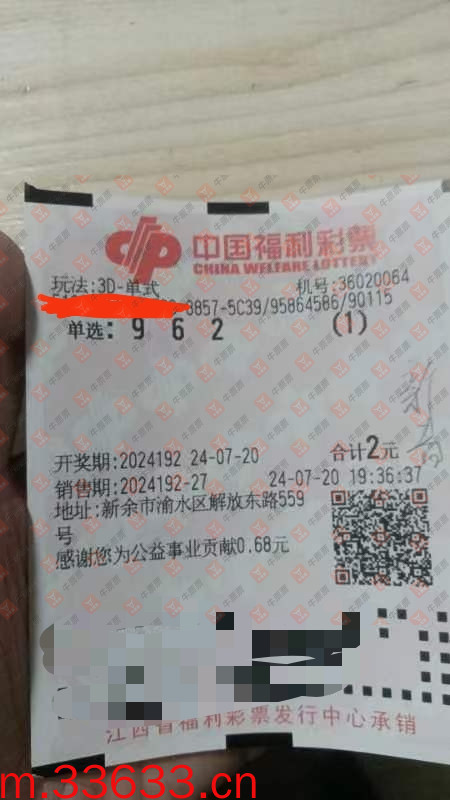 中国福利彩票
CHINA WELFARE LOTTERY
玩法:3D-单式 机号:36020064
8857-5C39/95864586/90115
单选: 9 6 2 (1)
开奖期:2024192 24-07-20 合计2元
销售期:2024192-27 24-07-20 19:36:37
地址:新余市渝水区解放东路559
号
感谢您为公益事业贡献0.68元
江西省福利彩票发行中心承销
m.33633.cn